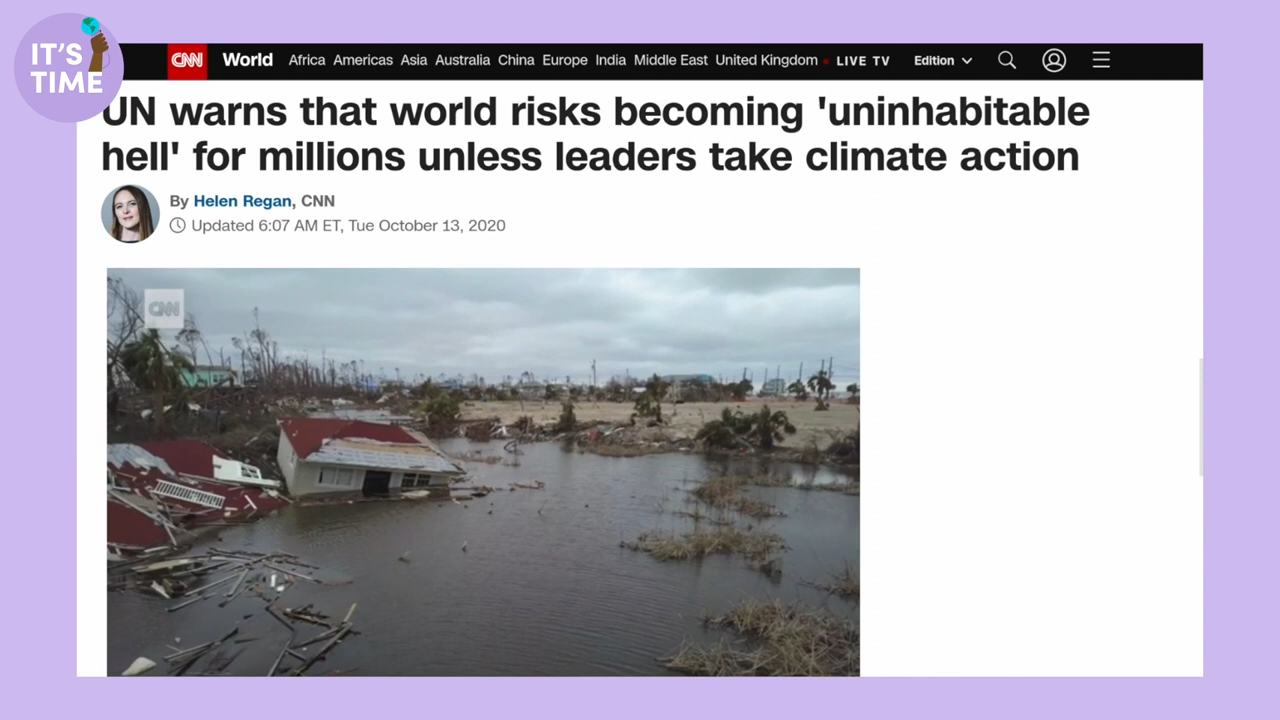 IT'S
TIME
CNN World Africa Americas Asia Australia China Europe India Middle East United Kingdom LIVE TV Edition
UN warns that world risks becoming 'uninhabitable
hell' for millions unless leaders take climate action
By Helen Regan, CNN
Updated 6:07 AM ET, Tue October 13, 2020
CNN